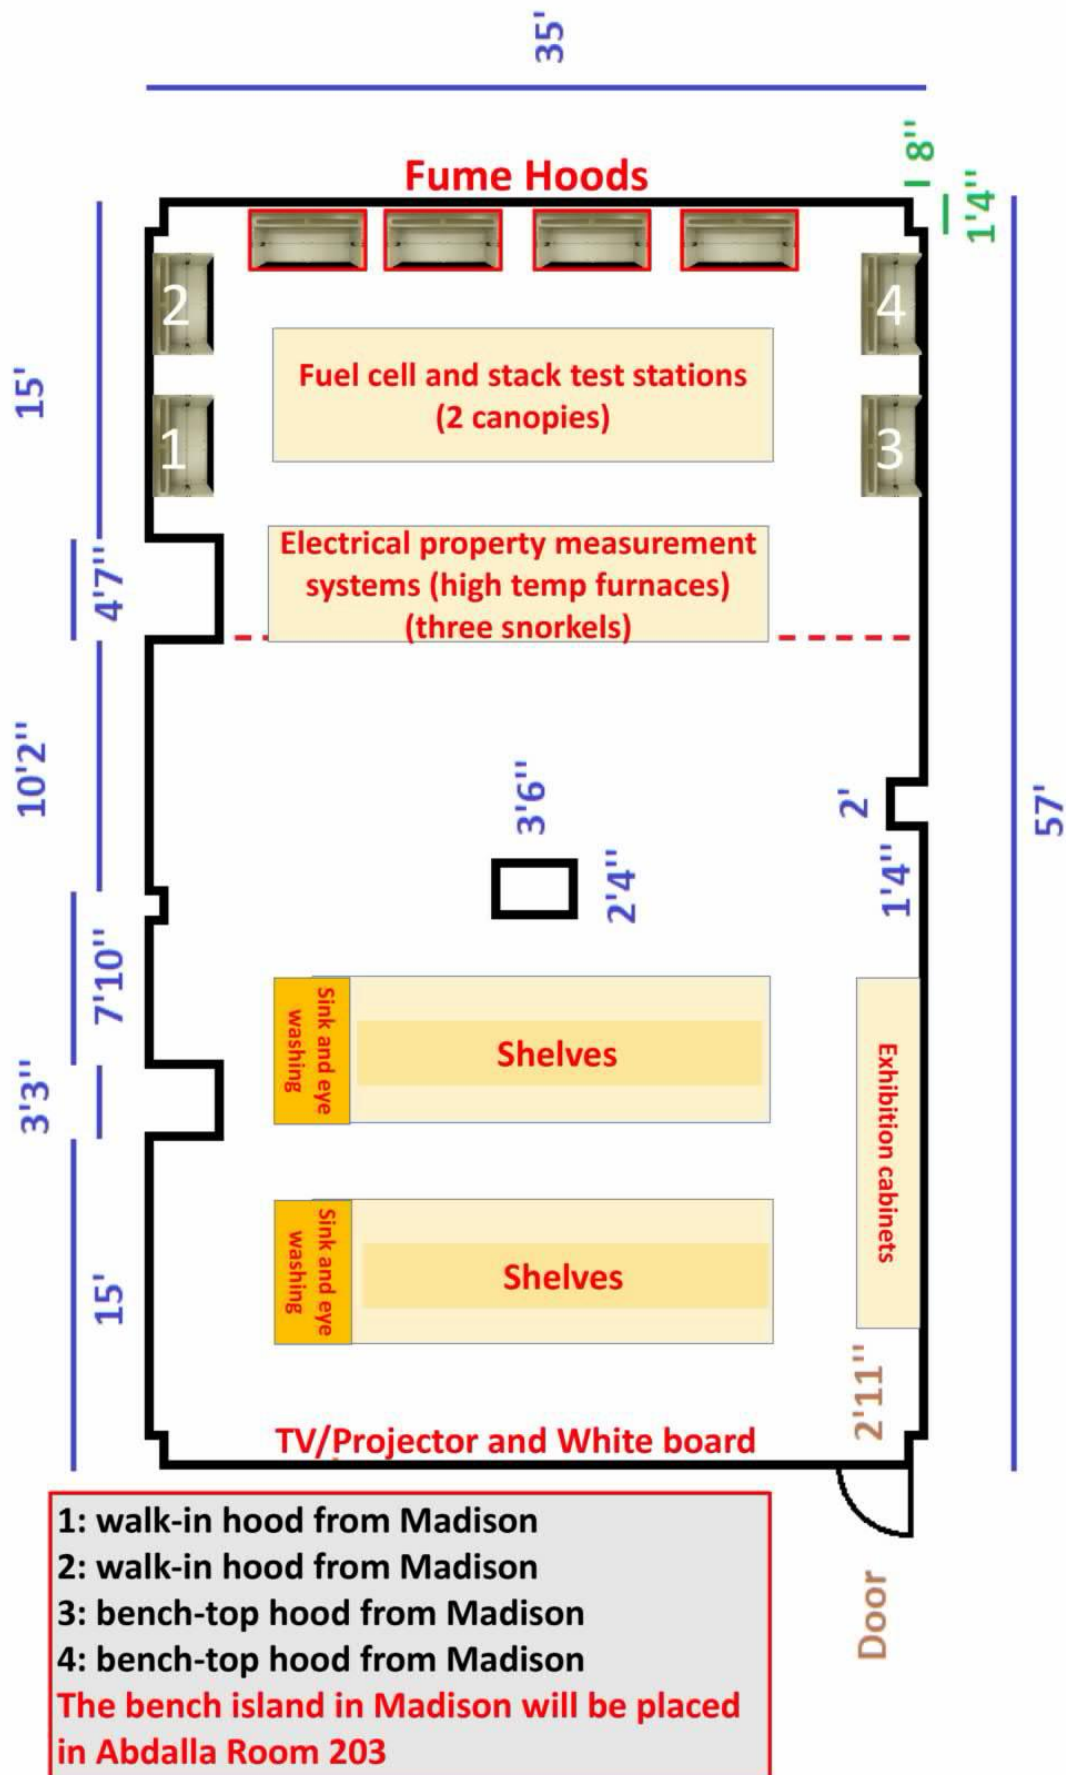 35'
8''
1'4''
Fume Hoods
2
4
15'
Fuel cell and stack test stations
(2 canopies)
1
3
4'7''
Electrical property measurement
systems (high temp furnaces)
(three snorkels)
10'2''
3'6''
2'
57'
2'4''
1'4''
7'10''
Sink and eye
washing
Shelves
Exhibition cabinets
3'3''
Sink and eye
washing
Shelves
15'
2'11''
TV/Projector and White board
Door
1: walk-in hood from Madison
2: walk-in hood from Madison
3: bench-top hood from Madison
4: bench-top hood from Madison
The bench island in Madison will be placed
in Abdalla Room 203